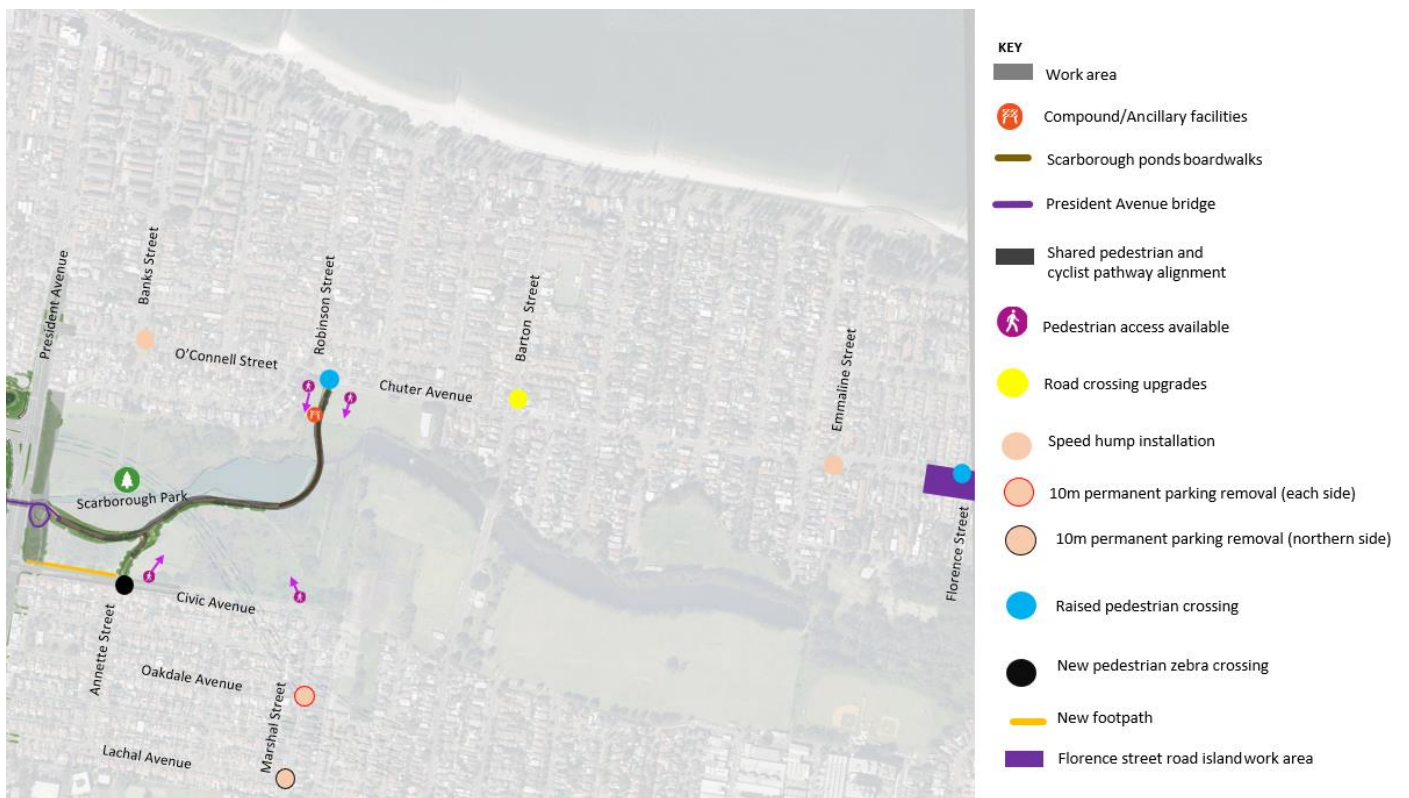 KEY
Work area
Compound/Ancillary facilities
Scarborough ponds boardwalks
President Avenue bridge
Shared pedestrian and
cyclist pathway alignment
Pedestrian access available
Road crossing upgrades
Speed hump installation
10m permanent parking removal (each side)
10m permanent parking removal (northern side)
Raised pedestrian crossing
New pedestrian zebra crossing
New footpath
Florence street road island work area
President Avenue
Banks Street
O'Connell Street
Robinson Street
Chuter Avenue
Barton Street
Emmaline Street
Florence Street
Scarborough Park
Civic Avenue
Annette Street
Oakdale Avenue
Marshal Street
Lachal Avenue